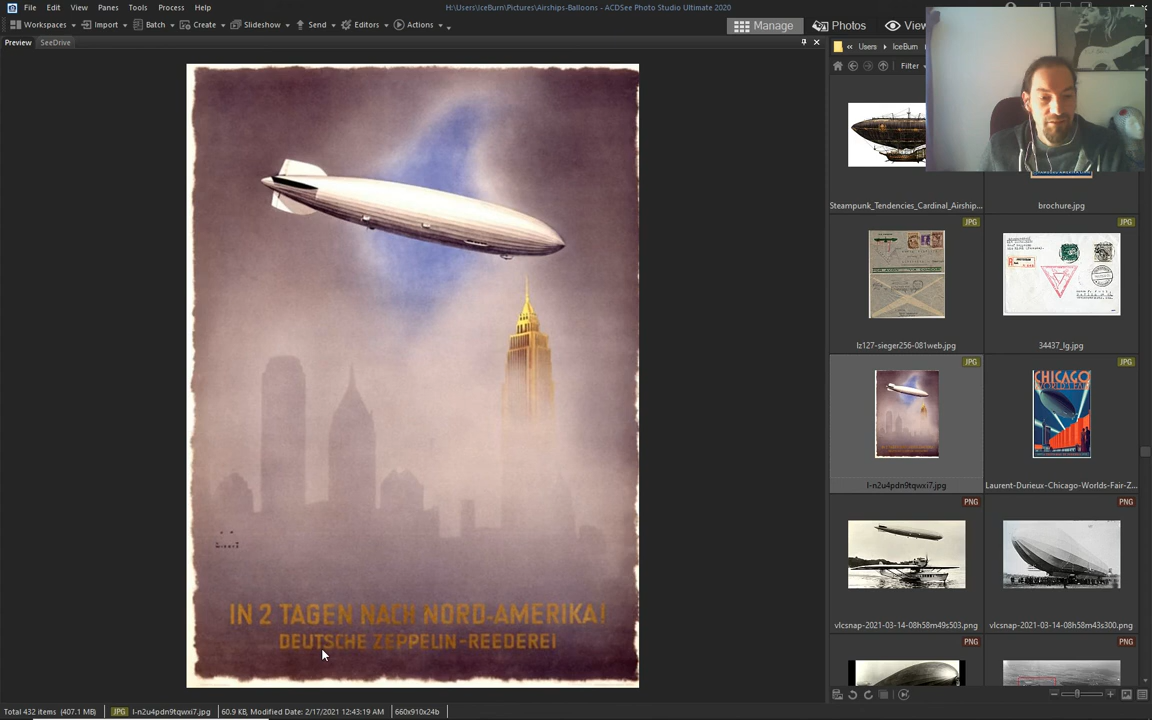 File Edit View Panes Tools Process Help
H:\Users\IceBurn\Pictures\Airships-Balloons - ACDSee Photo Studio Ultimate 2020
Workspaces Import Batch Create Slideshow Send Editors Actions
Manage Photos View
Preview SeeDrive
« Users IceBurn
Filter
Steampunk_Tendencies_Cardinal_Airship... brochure.jpg
JPG JPG
lz127-sieger256-081web.jpg 34437_lg.jpg
JPG JPG
CHICAGO
l-n2u4pdn9tqwxi7.jpg Laurent-Durieux-Chicago-Worlds-Fair-Z...
PNG PNG
IN 2 TAGEN NACH NORD-AMERIKA!
DEUTSCHE ZEPPELIN-REEDEREI
vlcsnap-2021-03-14-08h58m49s503.png vlcsnap-2021-03-14-08h58m43s300.png
PNG PNG
Total 432 items (407.1 MB) JPG l-n2u4pdn9tqwxi7.jpg 60.9 KB, Modified Date: 2/17/2021 12:43:19 AM 660x910x24b